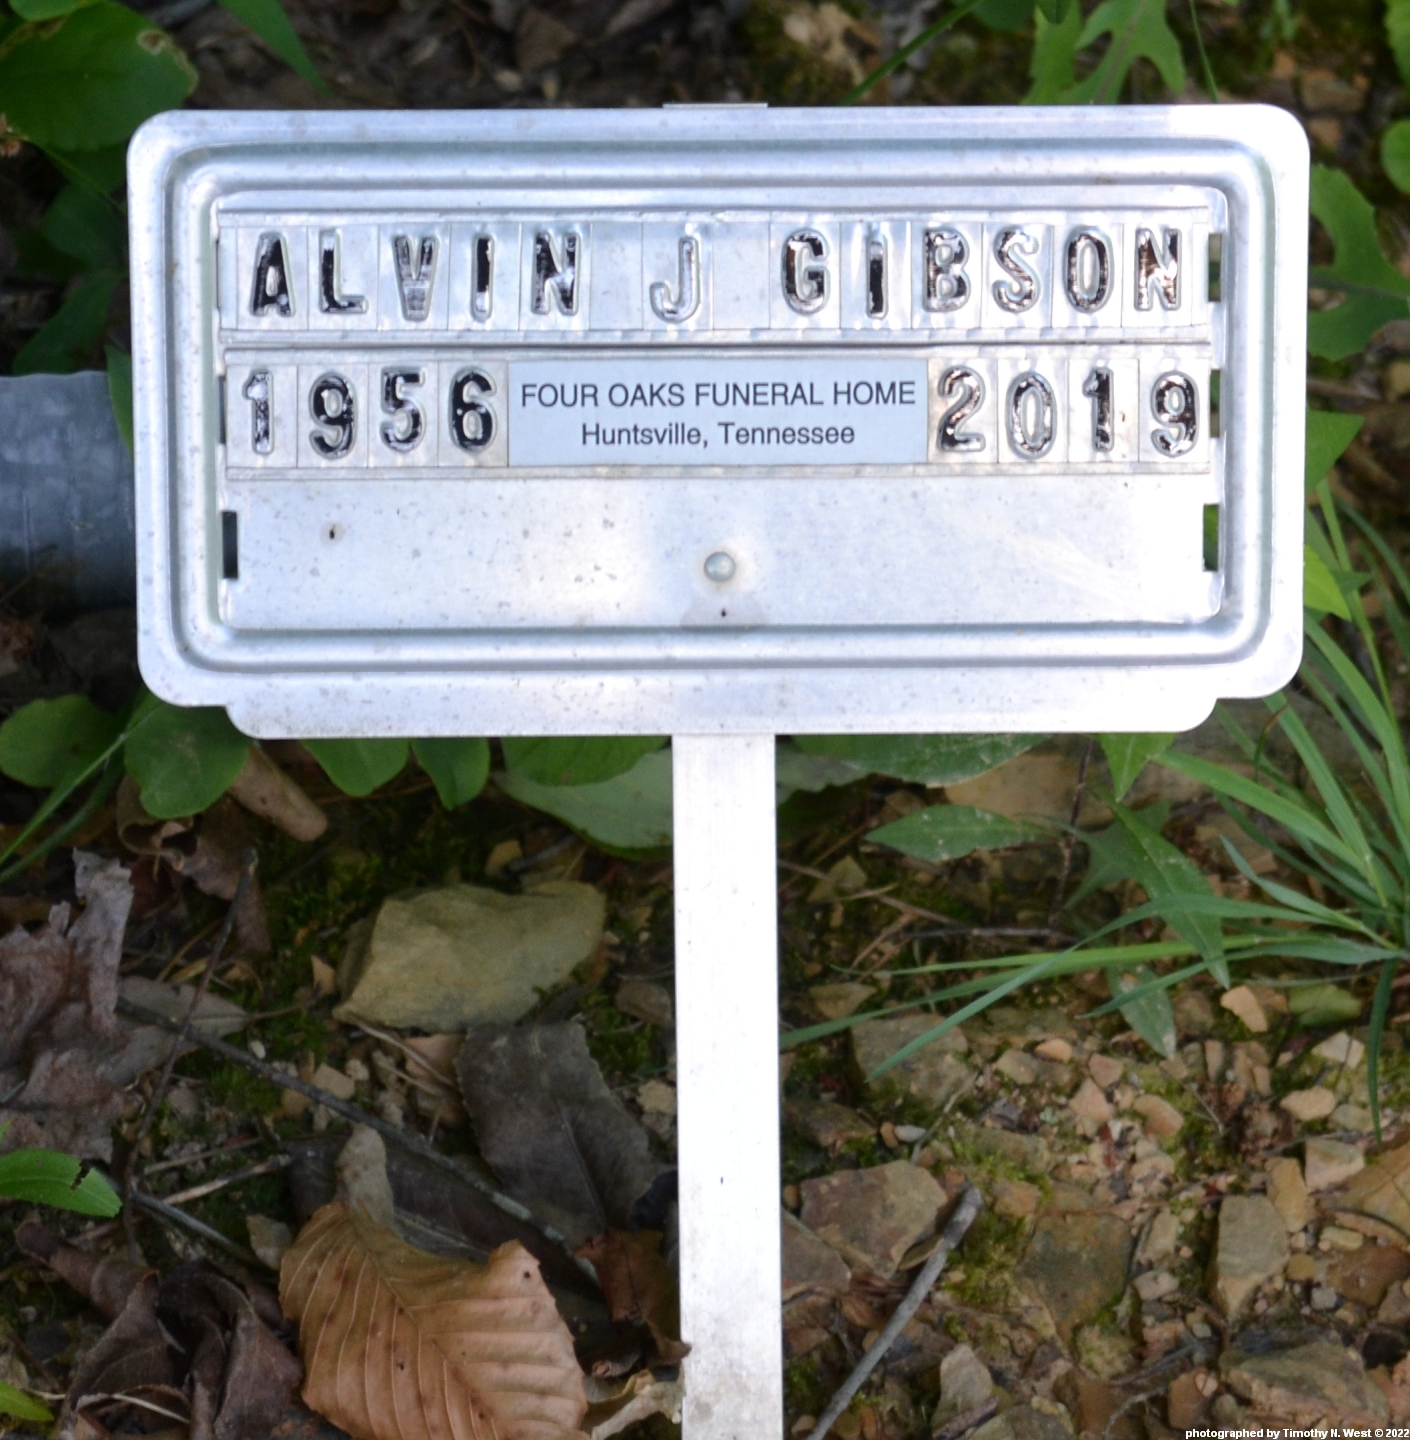 ALVIN J GIBSON
1956 FOUR OAKS FUNERAL HOME 2019
Huntsville, Tennessee
photographed by Timothy N. West © 2022